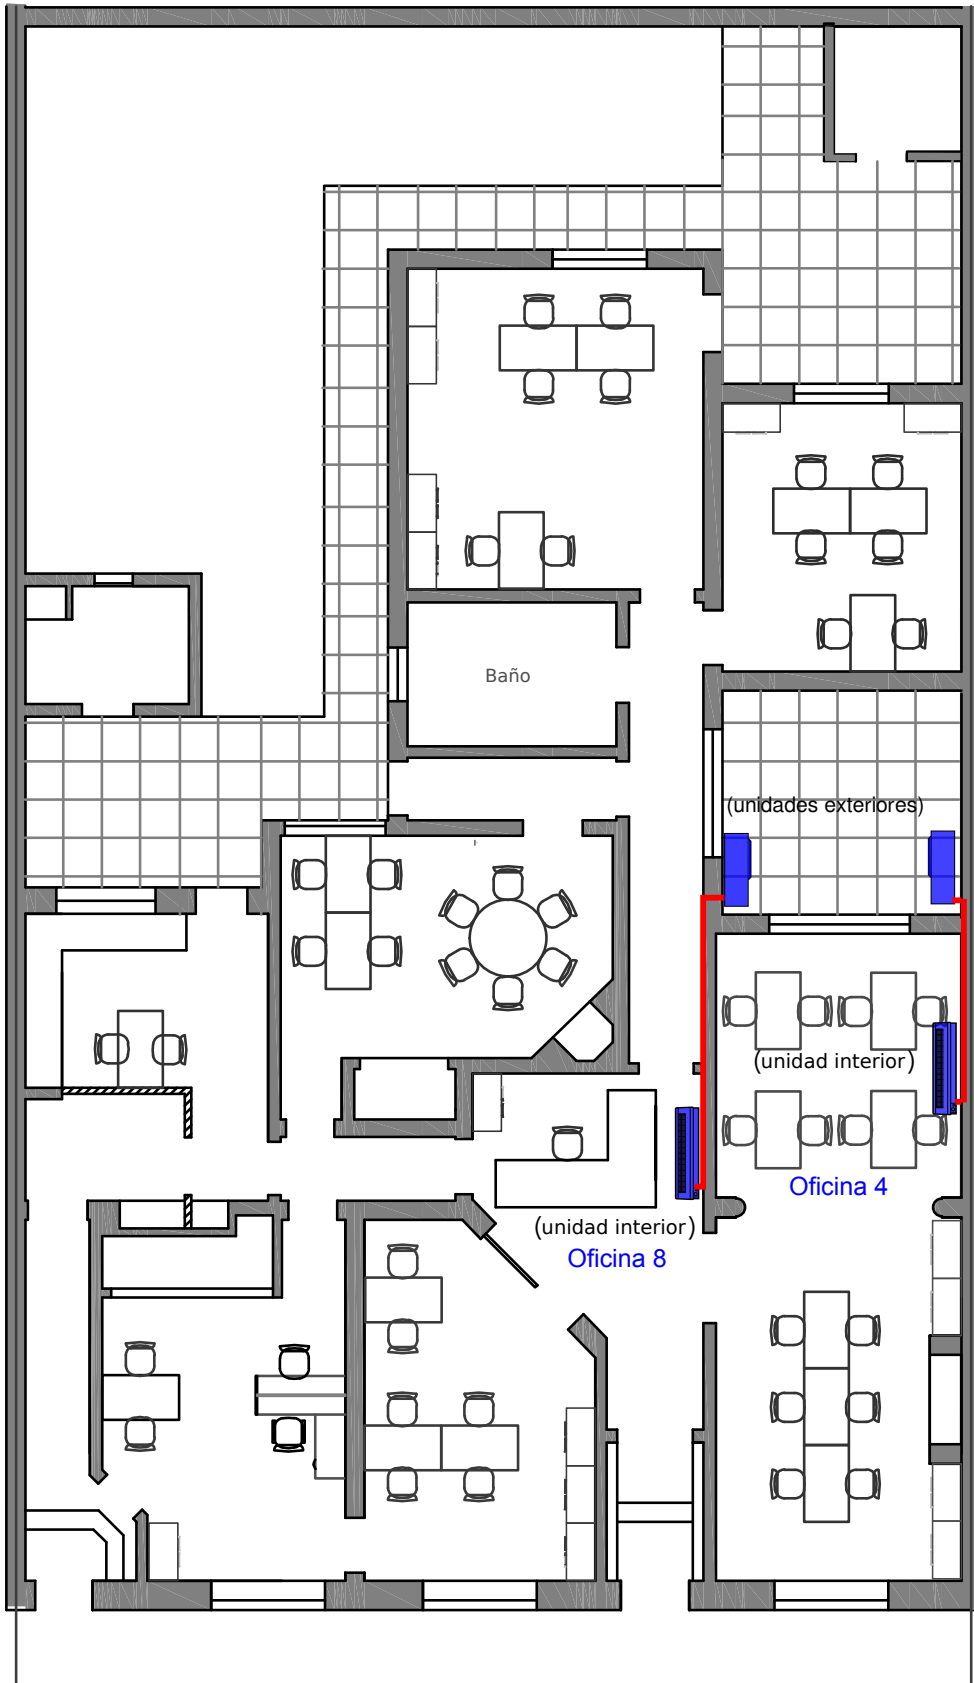 Baño
(unidades exteriores)
(unidad interior)
Oficina 4
(unidad interior)
Oficina 8